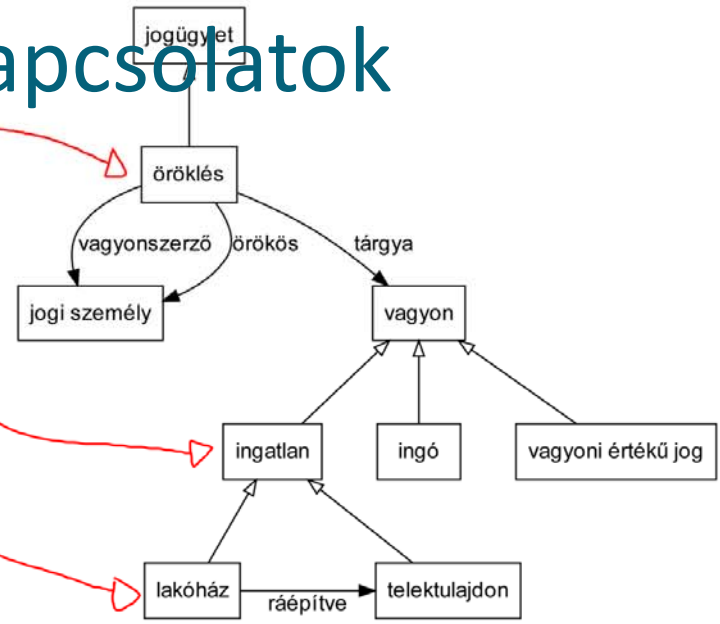 jogügylet
apcsolatok
öröklés
vagyonszerző
örökös
tárgya
jogi személy
vagyon
ingatlan
ingó
vagyoni értékű jog
lakóház
ráépítve
telektulajdon